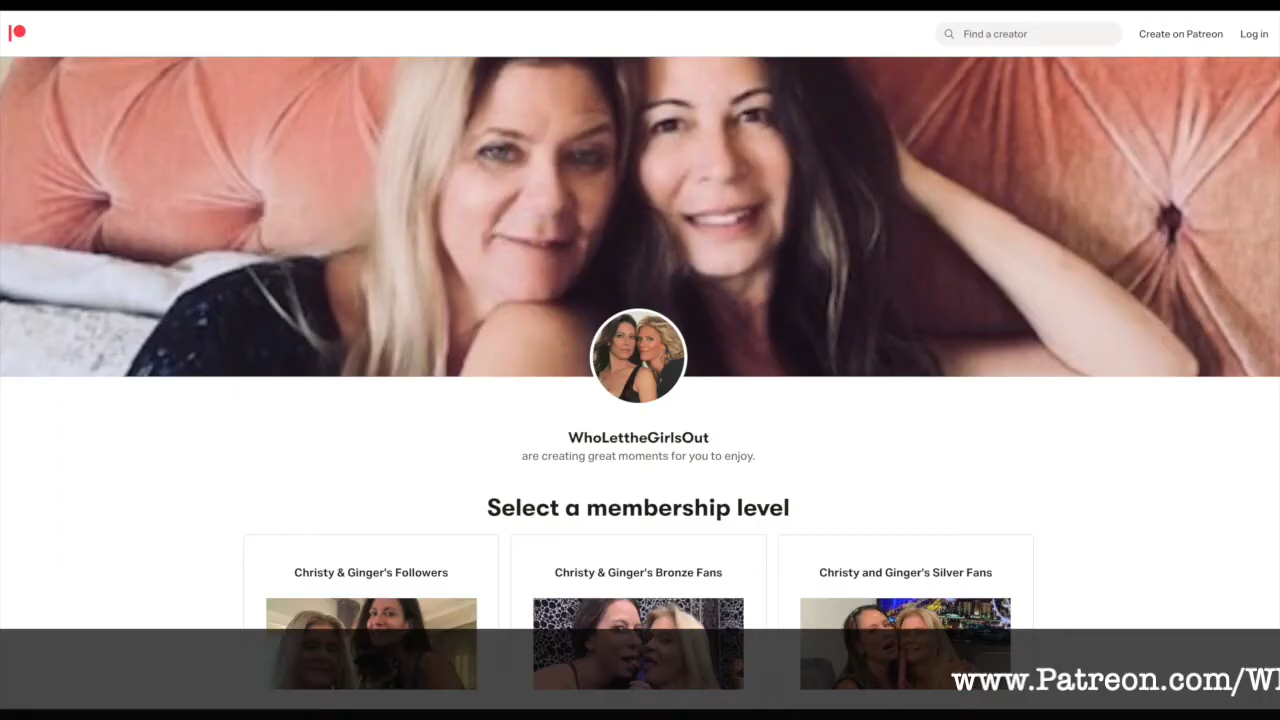 Find a creator
Create on Patreon
Log in
WhoLettheGirlsOut
are creating great moments for you to enjoy.
Select a membership level
Christy & Ginger's Followers
Christy & Ginger's Bronze Fans
Christy and Ginger's Silver Fans
www.Patreon.com/Wh